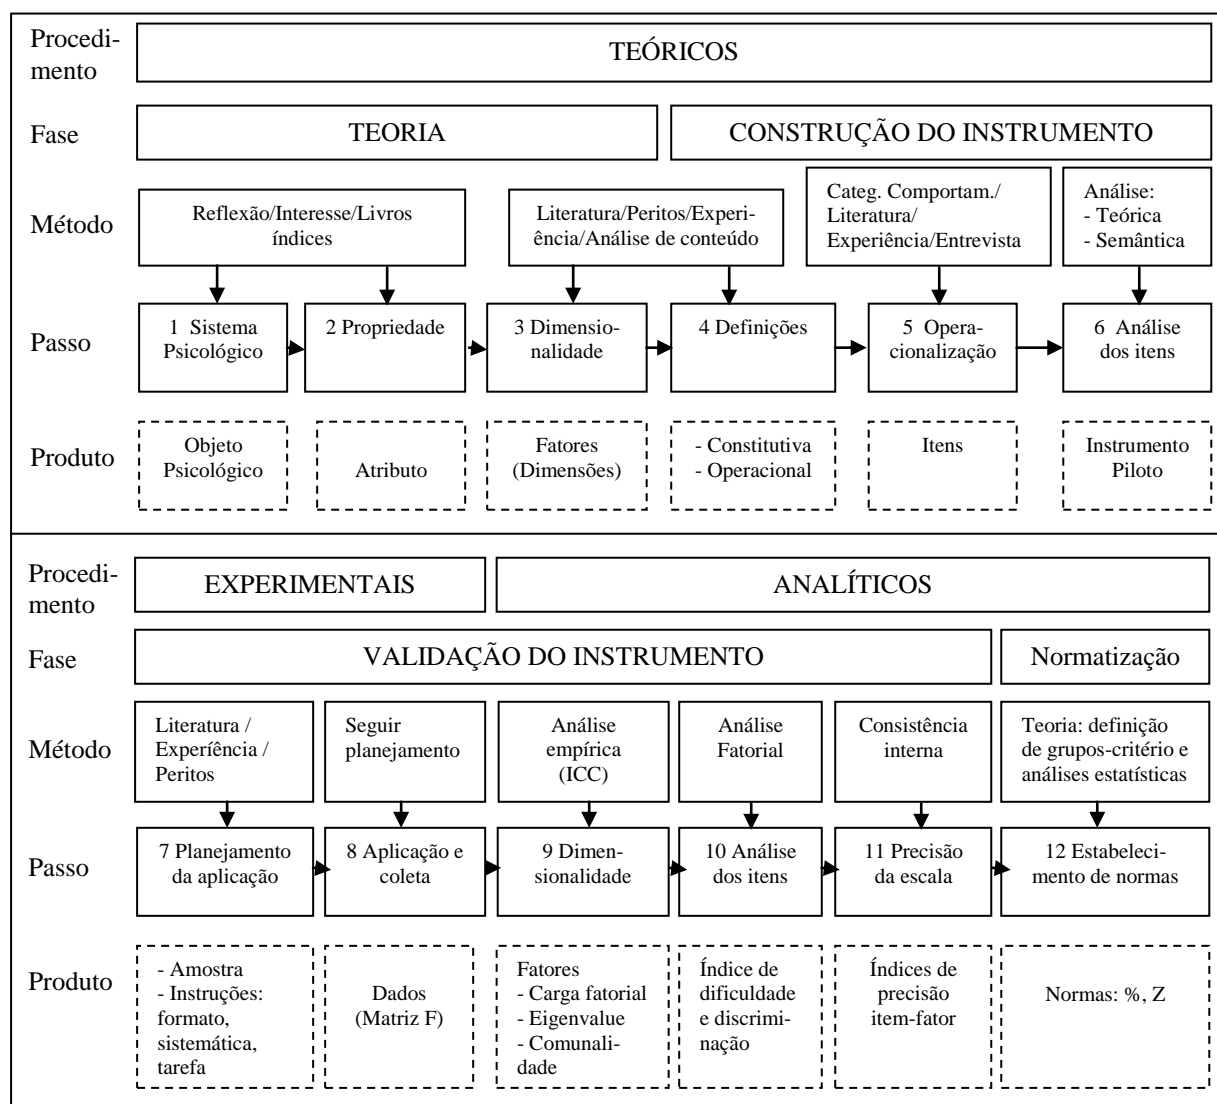 Procedi-
mento
TEÓRICOS
Fase
TEORIA
CONSTRUÇÃO DO INSTRUMENTO
Método
Reflexão/Interesse/Livros
índices
Literatura/Peritos/Experi-
ência/Análise de conteúdo
Categ. Comportam./
Literatura/
Experiência/Entrevista
Análise:
- Teórica
- Semântica
Passo
1 Sistema
Psicológico
2 Propriedade
3 Dimensio-
nalidade
4 Definições
5 Opera-
cionalização
6 Análise
dos itens
Produto
Objeto
Psicológico
Atributo
Fatores
(Dimensões)
- Constitutiva
- Operacional
Itens
Instrumento
Piloto
Procedi-
mento
EXPERIMENTAIS
ANALÍTICOS
Fase
VALIDAÇÃO DO INSTRUMENTO
Normatização
Método
Literatura /
Experíência /
Peritos
Seguir
planejamento
Análise
empírica
(ICC)
Análise
Fatorial
Consistência
interna
Teoria: definição
de grupos-critério e
análises estatísticas
Passo
7 Planejamento
da aplicação
8 Aplicação e
coleta
9 Dimen-
sionalidade
10 Análise
dos itens
11 Precisão
da escala
12 Estabeleci-
mento de normas
Produto
- Amostra
- Instruções:
formato,
sistemática,
tarefa
Dados
(Matriz F)
Fatores
- Carga fatorial
- Eigenvalue
- Comunali-
dade
Índice de
dificuldade
e discrimi-
nação
Índices de
precisão
item-fator
Normas: %, Z